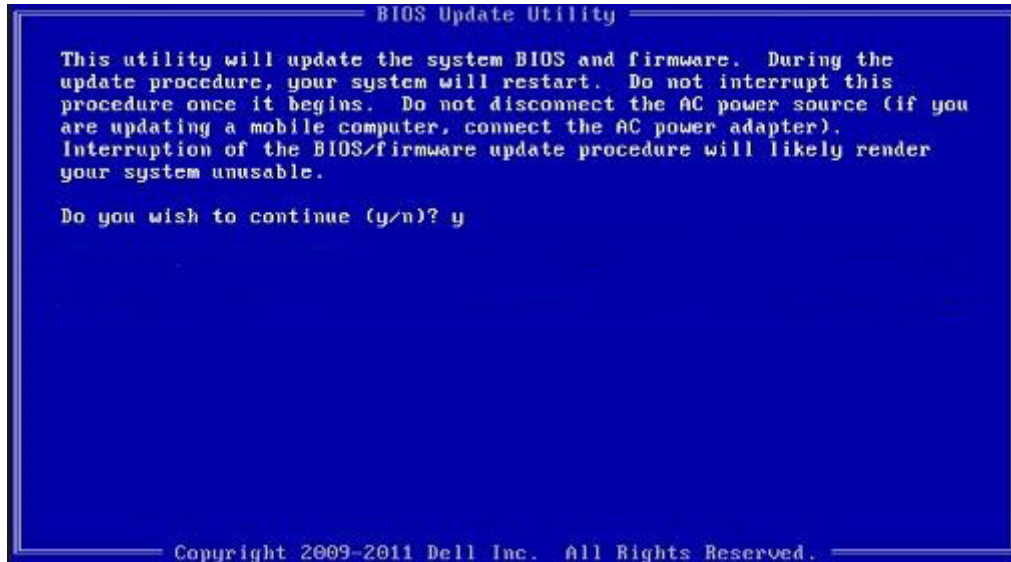 BIOS Update Utility
This utility will update the system BIOS and firmware. During the
update procedure, your system will restart. Do not interrupt this
procedure once it begins. Do not disconnect the AC power source (if you
are updating a mobile computer, connect the AC power adapter).
Interruption of the BIOS/firmware update procedure will likely render
your system unusable.
Do you wish to continue (y/n)? y
Copyright 2009-2011 Dell Inc. All Rights Reserved.